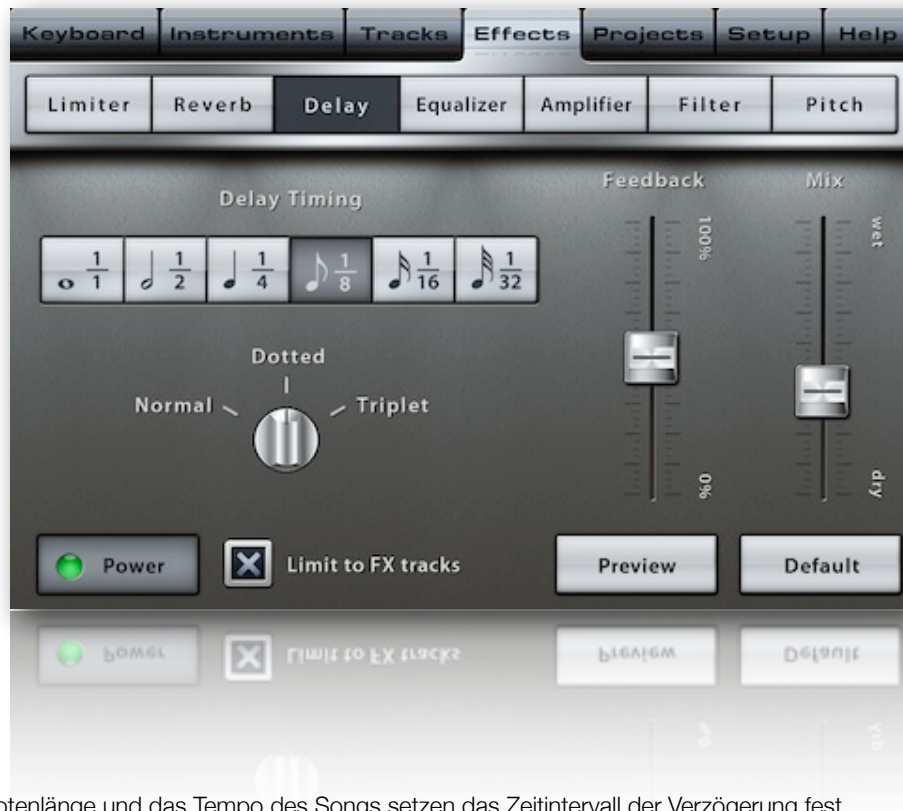 Keyboard Instruments Tracks Effects Projects Setup Help
Limiter Reverb Delay Equalizer Amplifier Filter Pitch
Delay Timing
Feedback
Mix
1/1 1/2 1/4 1/8 1/16 1/32
100%
wet
Dotted
Normal
Triplet
0%
dry
Power
Limit to FX tracks
Preview
Default
otenlänge und das Tempo des Songs setzen das Zeitintervall der Verzögerung fest